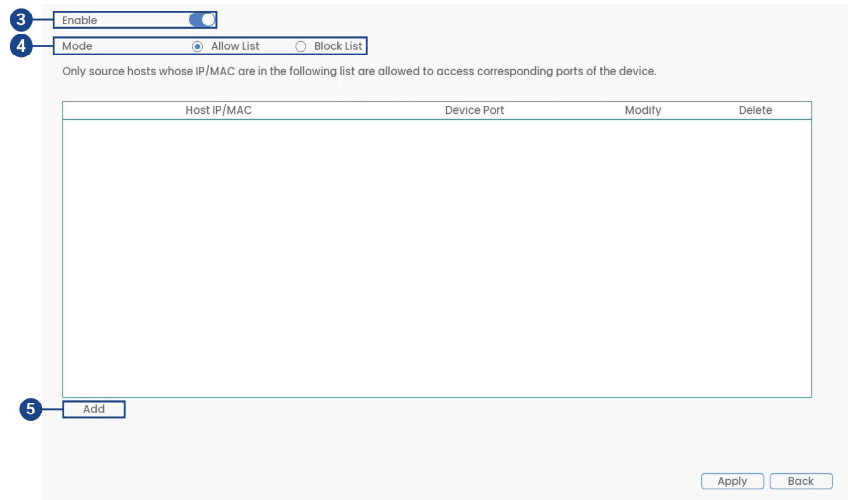 3 Enable
4 Mode Allow List Block List
Only source hosts whose IP/MAC are in the following list are allowed to access corresponding ports of the device.
Host IP/MAC Device Port Modify Delete
5 Add
Apply Back